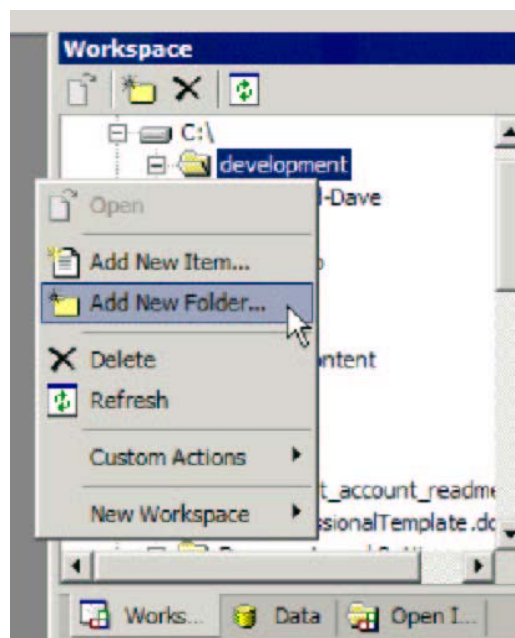 Workspace
C:\
development
Open
-Dave
Add New Item...
Add New Folder...
Delete
ntent
Refresh
Custom Actions
t_account_readme
New Workspace
ssionalTemplate.dc
Works...
Data
Open I...